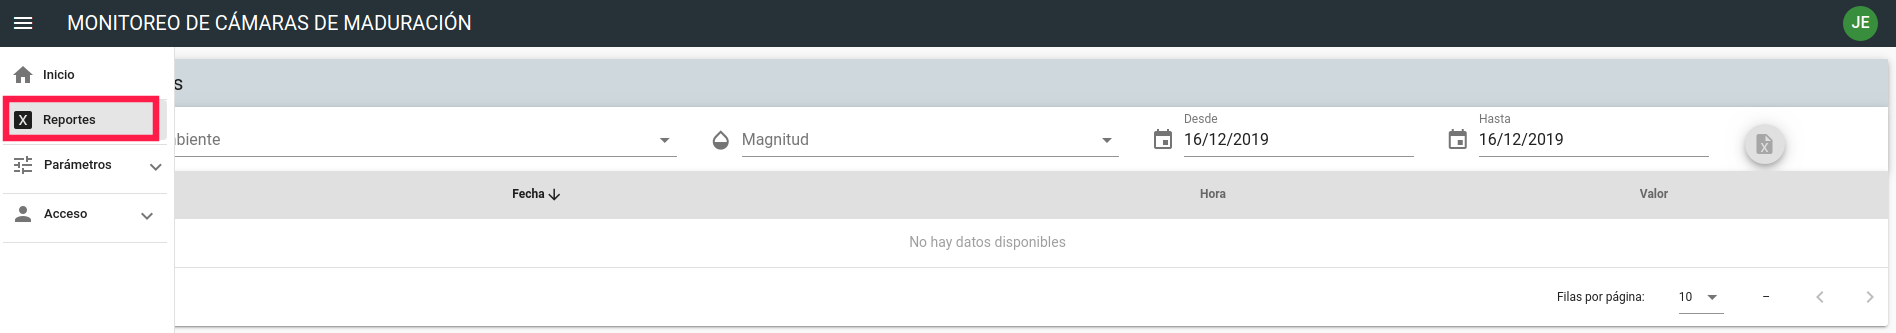 MONITOREO DE CÁMARAS DE MADURACIÓN
JE
Inicio
Reportes
Parámetros
Acceso
s
biente
Magnitud
Desde
16/12/2019
Hasta
16/12/2019
X
X
Fecha
Hora
Valor
No hay datos disponibles
Filas por página:
10
–